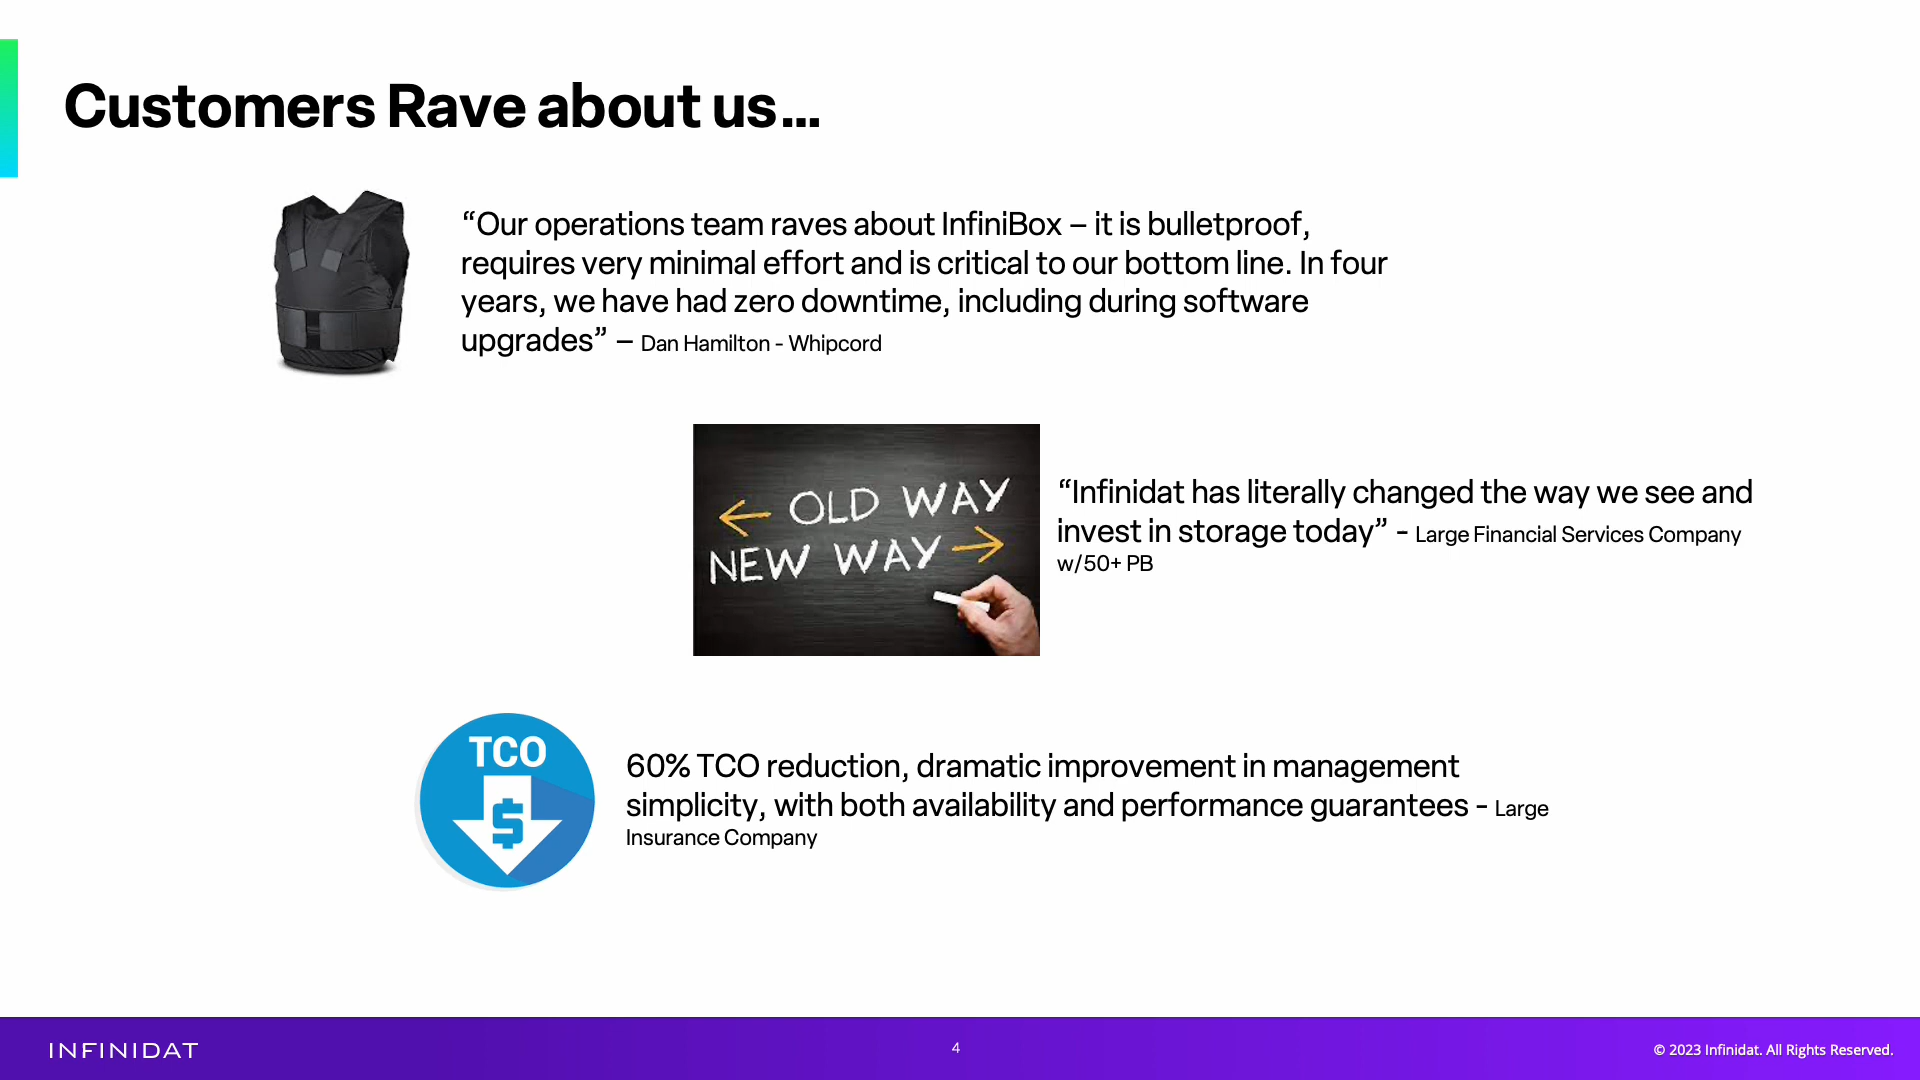 Customers Rave about us...
“Our operations team raves about InfiniBox – it is bulletproof,
requires very minimal effort and is critical to our bottom line. In four
years, we have had zero downtime, including during software
upgrades” – Dan Hamilton - Whipcord
← OLD WAY
NEW WAY →
“Infinidat has literally changed the way we see and
invest in storage today” - Large Financial Services Company
w/50+ PB
TCO
$
60% TCO reduction, dramatic improvement in management
simplicity, with both availability and performance guarantees - Large
Insurance Company
INFINIDAT
4
© 2023 Infinidat. All Rights Reserved.